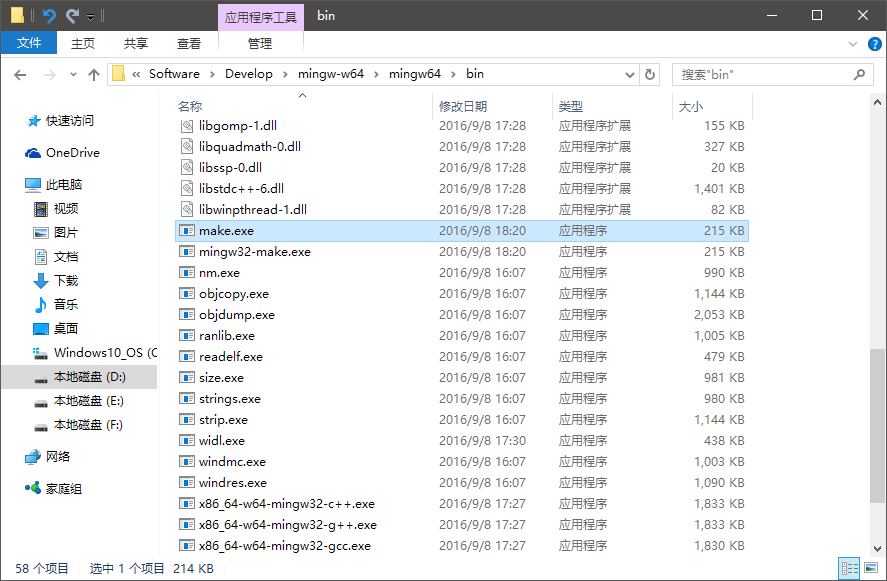 应用程序工具 bin
文件 主页 共享 查看 管理
« Software › Develop › mingw-w64 › mingw64 › bin 搜索"bin"
名称 修改日期 类型 大小
快速访问
OneDrive
此电脑
视频
图片
文档
下载
音乐
桌面
Windows10_OS (C
本地磁盘 (D:)
本地磁盘 (E:)
本地磁盘 (F:)
网络
家庭组
libgomp-1.dll 2016/9/8 17:28 应用程序扩展 155 KB
libquadmath-0.dll 2016/9/8 17:28 应用程序扩展 327 KB
libssp-0.dll 2016/9/8 17:28 应用程序扩展 20 KB
libstdc++-6.dll 2016/9/8 17:28 应用程序扩展 1,401 KB
libwinpthread-1.dll 2016/9/8 17:28 应用程序扩展 82 KB
make.exe 2016/9/8 18:20 应用程序 215 KB
mingw32-make.exe 2016/9/8 18:20 应用程序 215 KB
nm.exe 2016/9/8 16:07 应用程序 990 KB
objcopy.exe 2016/9/8 16:07 应用程序 1,144 KB
objdump.exe 2016/9/8 16:07 应用程序 2,053 KB
ranlib.exe 2016/9/8 16:07 应用程序 1,005 KB
readelf.exe 2016/9/8 16:07 应用程序 479 KB
size.exe 2016/9/8 16:07 应用程序 981 KB
strings.exe 2016/9/8 16:07 应用程序 980 KB
strip.exe 2016/9/8 16:07 应用程序 1,144 KB
widl.exe 2016/9/8 17:30 应用程序 438 KB
windmc.exe 2016/9/8 16:07 应用程序 1,003 KB
windres.exe 2016/9/8 16:07 应用程序 1,090 KB
x86_64-w64-mingw32-c++.exe 2016/9/8 17:27 应用程序 1,833 KB
x86_64-w64-mingw32-g++.exe 2016/9/8 17:27 应用程序 1,833 KB
x86_64-w64-mingw32-gcc.exe 2016/9/8 17:27 应用程序 1,830 KB
58 个项目 选中 1 个项目 214 KB